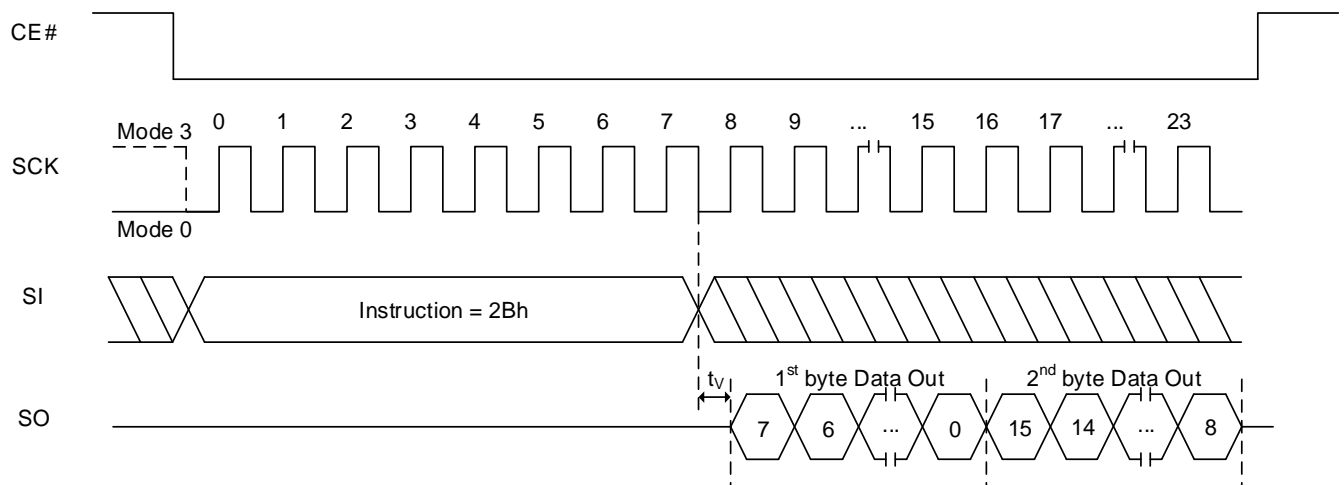 CE#
0 1 2 3 4 5 6 7 8 9 ... 15 16 17 ... 23
Mode 3
SCK
Mode 0
SI
Instruction = 2Bh
tV
1st byte Data Out
2nd byte Data Out
SO
7 6 ... 0 15 14 ... 8